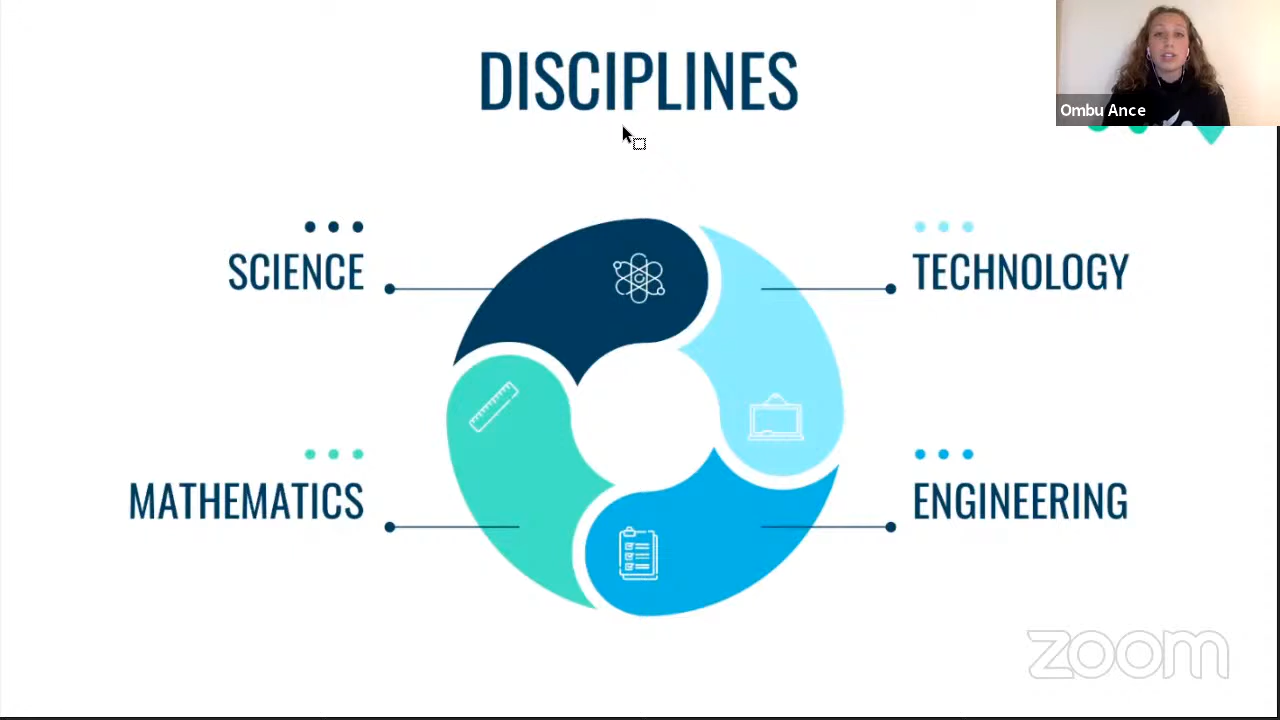 DISCIPLINES
Ombu Ance
SCIENCE
TECHNOLOGY
MATHEMATICS
ENGINEERING
zoom